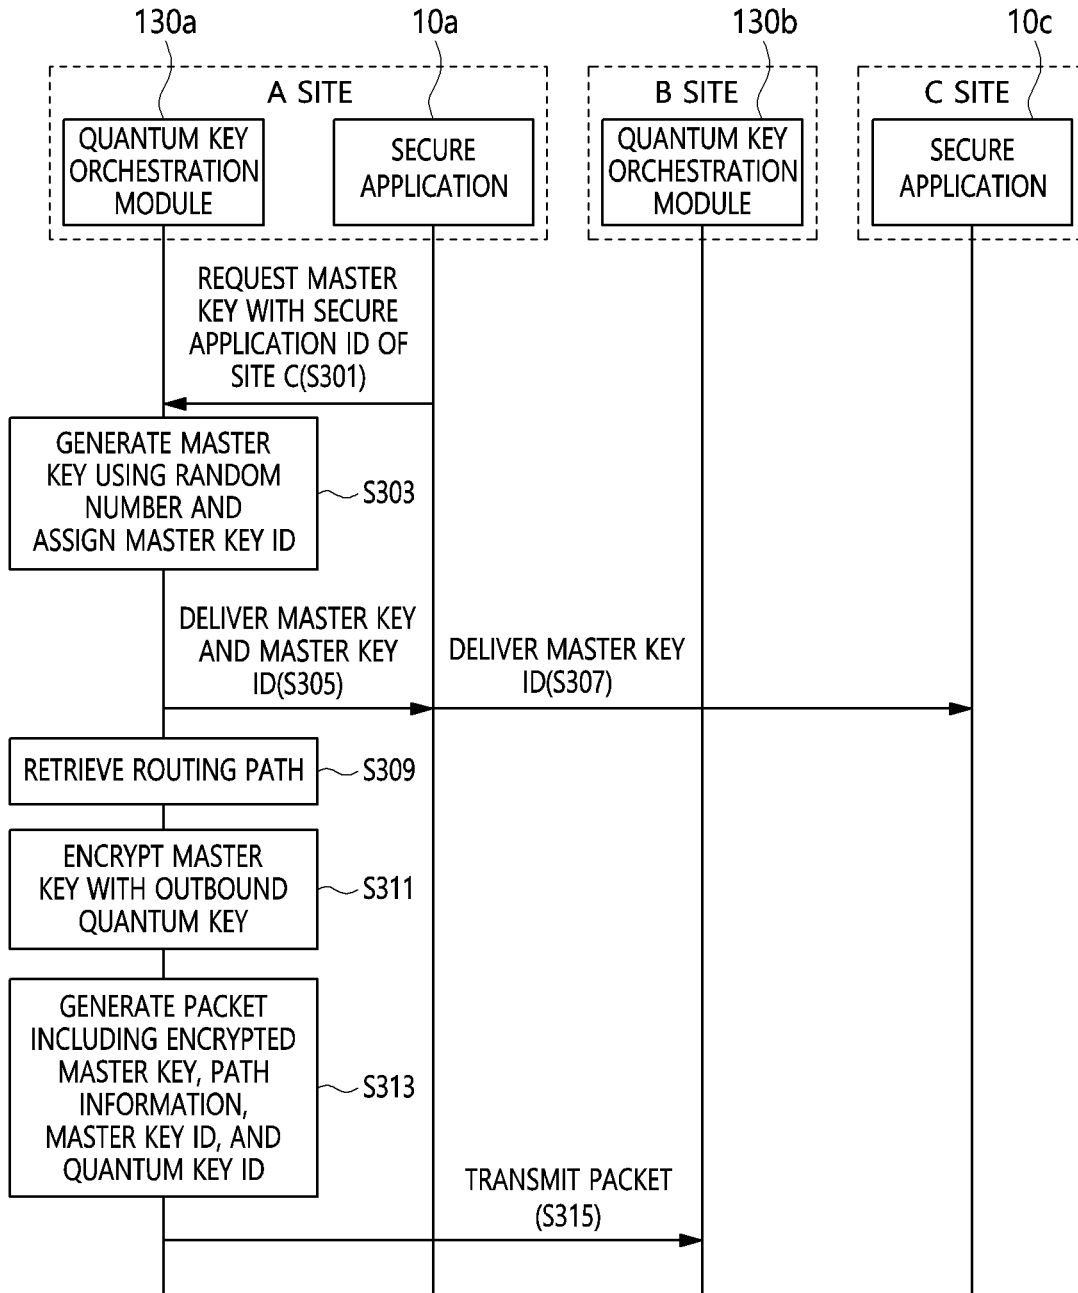 130a
10a
130b
10c
A SITE
B SITE
C SITE
QUANTUM KEY
ORCHESTRATION
MODULE
SECURE
APPLICATION
QUANTUM KEY
ORCHESTRATION
MODULE
SECURE
APPLICATION
REQUEST MASTER
KEY WITH SECURE
APPLICATION ID OF
SITE C(S301)
GENERATE MASTER
KEY USING RANDOM
NUMBER AND
ASSIGN MASTER KEY ID
S303
DELIVER MASTER KEY
AND MASTER KEY
ID(S305)
DELIVER MASTER KEY
ID(S307)
RETRIEVE ROUTING PATH
S309
ENCRYPT MASTER
KEY WITH OUTBOUND
QUANTUM KEY
S311
GENERATE PACKET
INCLUDING ENCRYPTED
MASTER KEY, PATH
INFORMATION,
MASTER KEY ID, AND
QUANTUM KEY ID
S313
TRANSMIT PACKET
(S315)